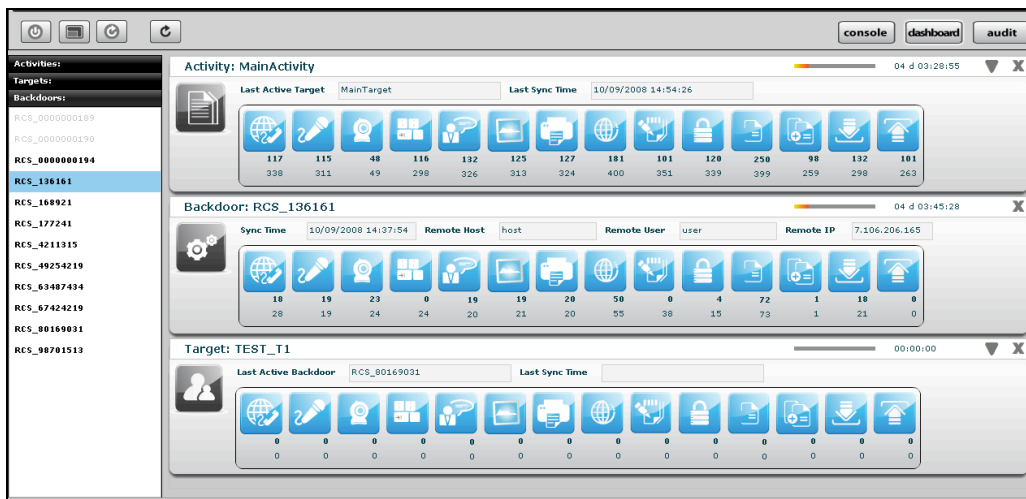 console dashboard audit
Activities:
Targets:
Backdoors:
RCS_0000000189
RCS_0000000190
RCS_0000000194
RCS_136161
RCS_168921
RCS_177241
RCS_4211315
RCS_49254219
RCS_63487434
RCS_67424219
RCS_80169031
RCS_98701513
Activity: MainActivity 04 d 03:28:55 X
Last Active Target MainTarget Last Sync Time 10/09/2008 14:54:26
117 115 48 116 132 125 127 181 101 120 250 98 132 101
338 311 49 298 326 313 324 400 351 339 399 259 298 263
Backdoor: RCS_136161 04 d 03:45:28 X
Sync Time 10/09/2008 14:37:54 Remote Host host Remote User user Remote IP 7.106.206.165
18 19 23 0 19 19 20 50 0 4 72 1 18 0
28 19 24 24 20 21 20 55 38 15 73 1 21 0
Target: TEST_T1 00:00:00 X
Last Active Backdoor RCS_80169031 Last Sync Time
0 0 0 0 0 0 0 0 0 0 0 0 0 0
0 0 0 0 0 0 0 0 0 0 0 0 0 0